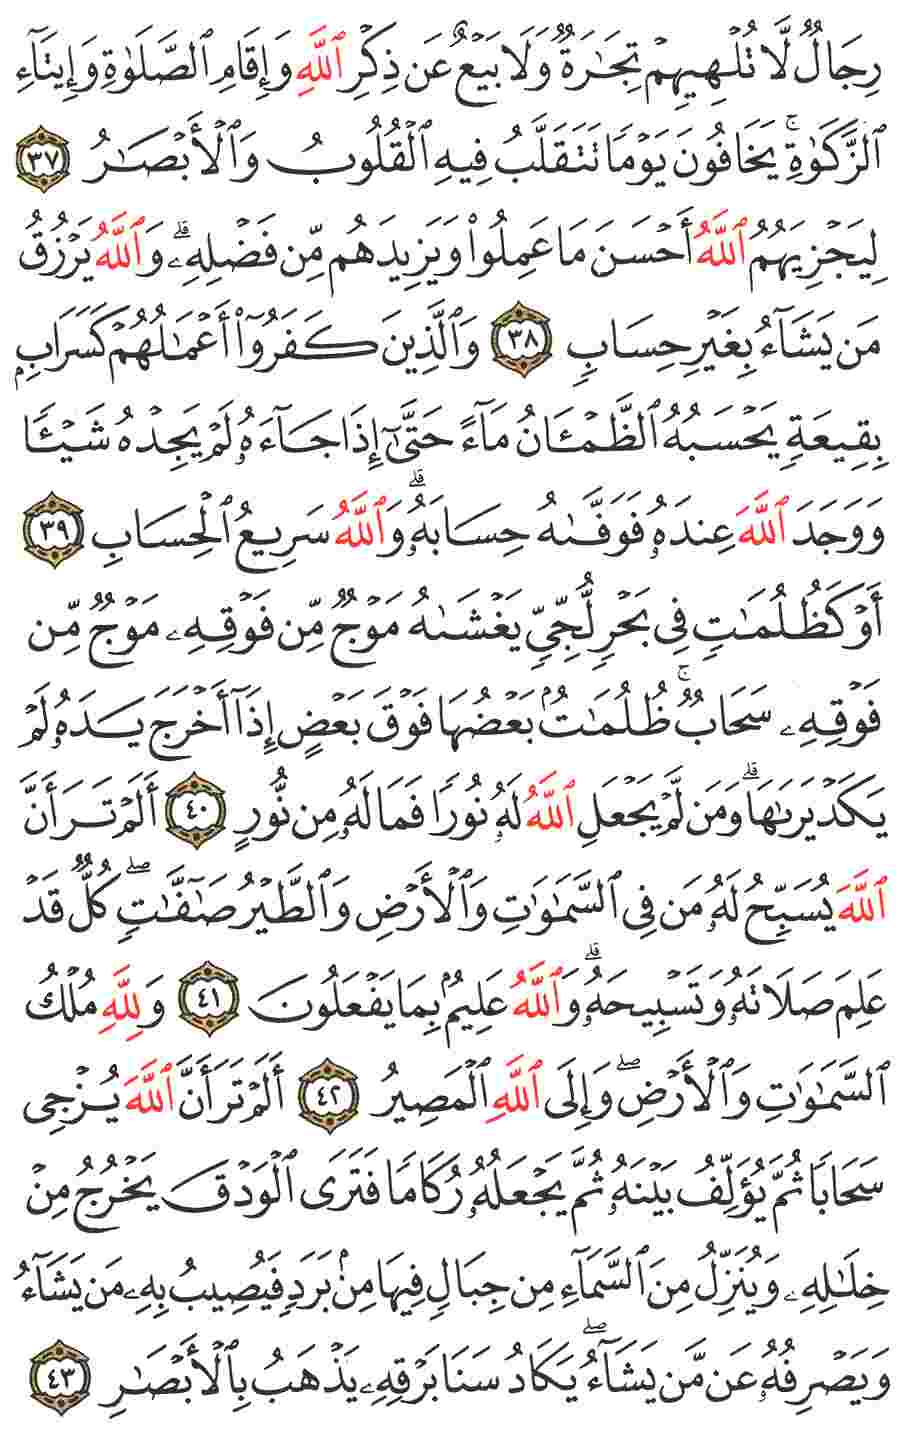 رِجَالٌ لَّا تُلْهِيهِمْ تِجَٰرَةٌ وَلَا بَيْعٌ عَن ذِكْرِ ٱللَّهِ وَإِقَامِ ٱلصَّلَوٰةِ وَإِيتَآءِ
ٱلزَّكَوٰةِ ۙ يَخَافُونَ يَوْمًا تَتَقَلَّبُ فِيهِ ٱلْقُلُوبُ وَٱلْأَبْصَٰرُ ٣٧
لِيَجْزِيَهُمُ ٱللَّهُ أَحْسَنَ مَا عَمِلُوا۟ وَيَزِيدَهُم مِّن فَضْلِهِۦ ۗ وَٱللَّهُ يَرْزُقُ
مَن يَشَآءُ بِغَيْرِ حِسَابٍ ٣٨ وَٱلَّذِينَ كَفَرُوٓا۟ أَعْمَٰلُهُمْ كَسَرَابٍۭ
بِقِيعَةٍ يَحْسَبُهُ ٱلظَّمْـَٔانُ مَآءً حَتَّىٰٓ إِذَا جَآءَهُۥ لَمْ يَجِدْهُ شَيْـًٔا
وَوَجَدَ ٱللَّهَ عِندَهُۥ فَوَفَّىٰهُ حِسَابَهُۥ ۗ وَٱللَّهُ سَرِيعُ ٱلْحِسَابِ ٣٩
أَوْ كَظُلُمَٰتٍ فِى بَحْرٍ لُّجِّىٍّ يَغْشَىٰهُ مَوْجٌ مِّن فَوْقِهِۦ مَوْجٌ مِّن
فَوْقِهِۦ سَحَابٌ ۚ ظُلُمَٰتٌۢ بَعْضُهَا فَوْقَ بَعْضٍ إِذَآ أَخْرَجَ يَدَهُۥ لَمْ
يَكَدْ يَرَىٰهَا ۗ وَمَن لَّمْ يَجْعَلِ ٱللَّهُ لَهُۥ نُورًا فَمَا لَهُۥ مِن نُّورٍ ٤٠ أَلَمْ تَرَ أَنَّ
ٱللَّهَ يُسَبِّحُ لَهُۥ مَن فِى ٱلسَّمَٰوَٰتِ وَٱلْأَرْضِ وَٱلطَّيْرُ صَٰٓفَّٰتٍ ۖ كُلٌّ قَدْ
عَلِمَ صَلَاتَهُۥ وَتَسْبِيحَهُۥ ۗ وَٱللَّهُ عَلِيمٌۢ بِمَا يَفْعَلُونَ ٤١ وَلِلَّهِ مُلْكُ
ٱلسَّمَٰوَٰتِ وَٱلْأَرْضِ ۖ وَإِلَى ٱللَّهِ ٱلْمَصِيرُ ٤٢ أَلَمْ تَرَ أَنَّ ٱللَّهَ يُزْجِى
سَحَابًا ثُمَّ يُؤَلِّفُ بَيْنَهُۥ ثُمَّ يَجْعَلُهُۥ رُكَامًا فَتَرَى ٱلْوَدْقَ يَخْرُجُ مِنْ
خِلَٰلِهِۦ وَيُنَزِّلُ مِنَ ٱلسَّمَآءِ مِن جِبَالٍ فِيهَا مِنۢ بَرَدٍ فَيُصِيبُ بِهِۦ مَن يَشَآءُ
وَيَصْرِفُهُۥ عَن مَّن يَشَآءُ ۖ يَكَادُ سَنَا بَرْقِهِۦ يَذْهَبُ بِٱلْأَبْصَٰرِ ٤٣